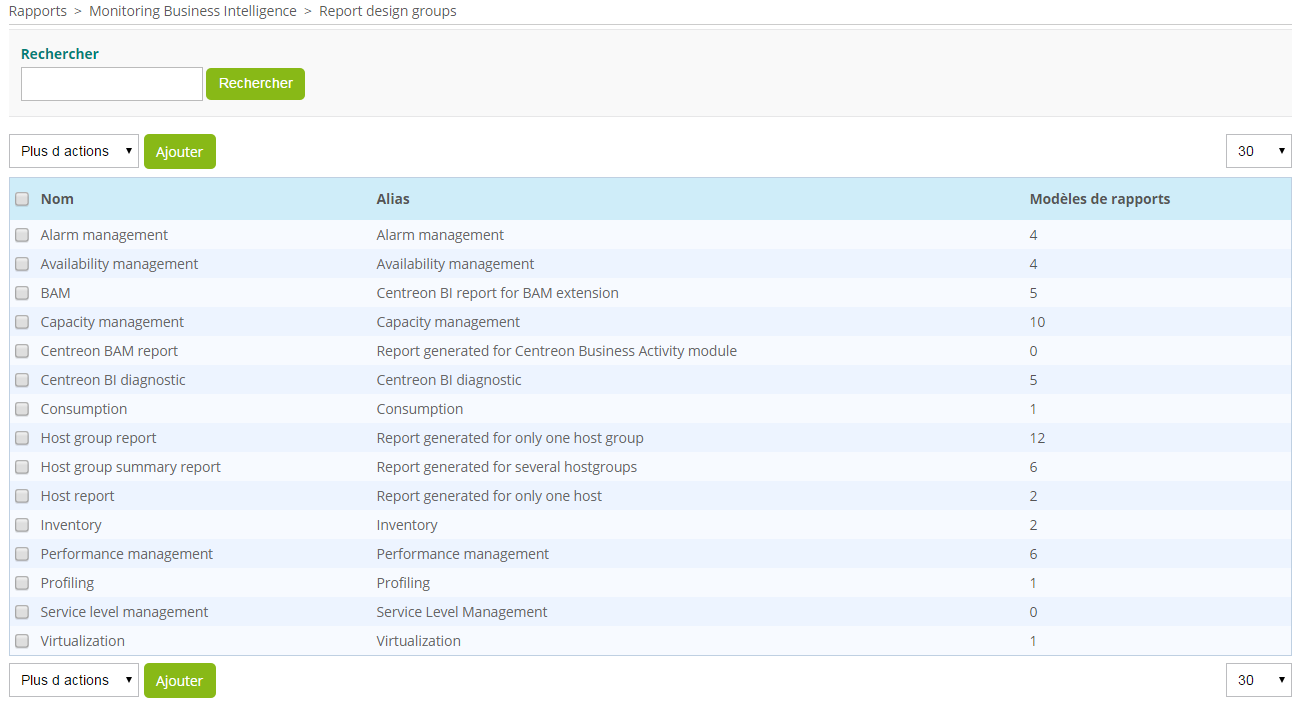 Rapports > Monitoring Business Intelligence > Report design groups
Rechercher
Rechercher
Plus d actions Ajouter 30
Nom Alias Modèles de rapports
Alarm management Alarm management 4
Availability management Availability management 4
BAM Centreon BI report for BAM extension 5
Capacity management Capacity management 10
Centreon BAM report Report generated for Centreon Business Activity module 0
Centreon BI diagnostic Centreon BI diagnostic 5
Consumption Consumption 1
Host group report Report generated for only one host group 12
Host group summary report Report generated for several hostgroups 6
Host report Report generated for only one host 2
Inventory Inventory 2
Performance management Performance management 6
Profiling Profiling 1
Service level management Service Level Management 0
Virtualization Virtualization 1
Plus d actions Ajouter 30